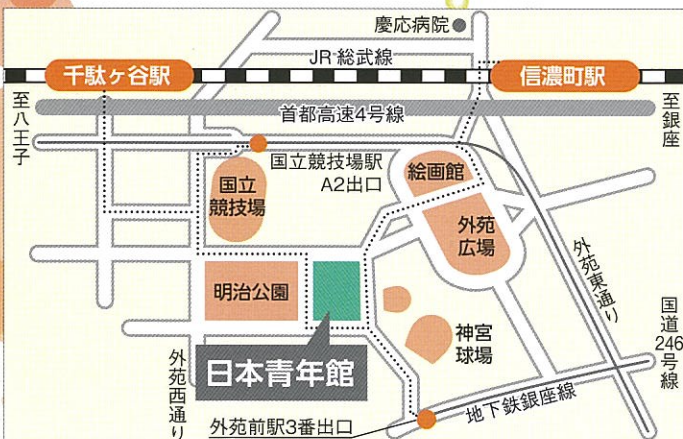 慶応病院
JR 総武線
千駄ヶ谷駅
信濃町駅
至八王子
首都高速4号線
至銀座
国立競技場駅
A2出口
国立
競技場
絵画館
外苑
広場
外苑東通り
明治公園
神宮
球場
国道246号線
日本青年館
外苑西通り
地下鉄銀座線
外苑前駅3番出口